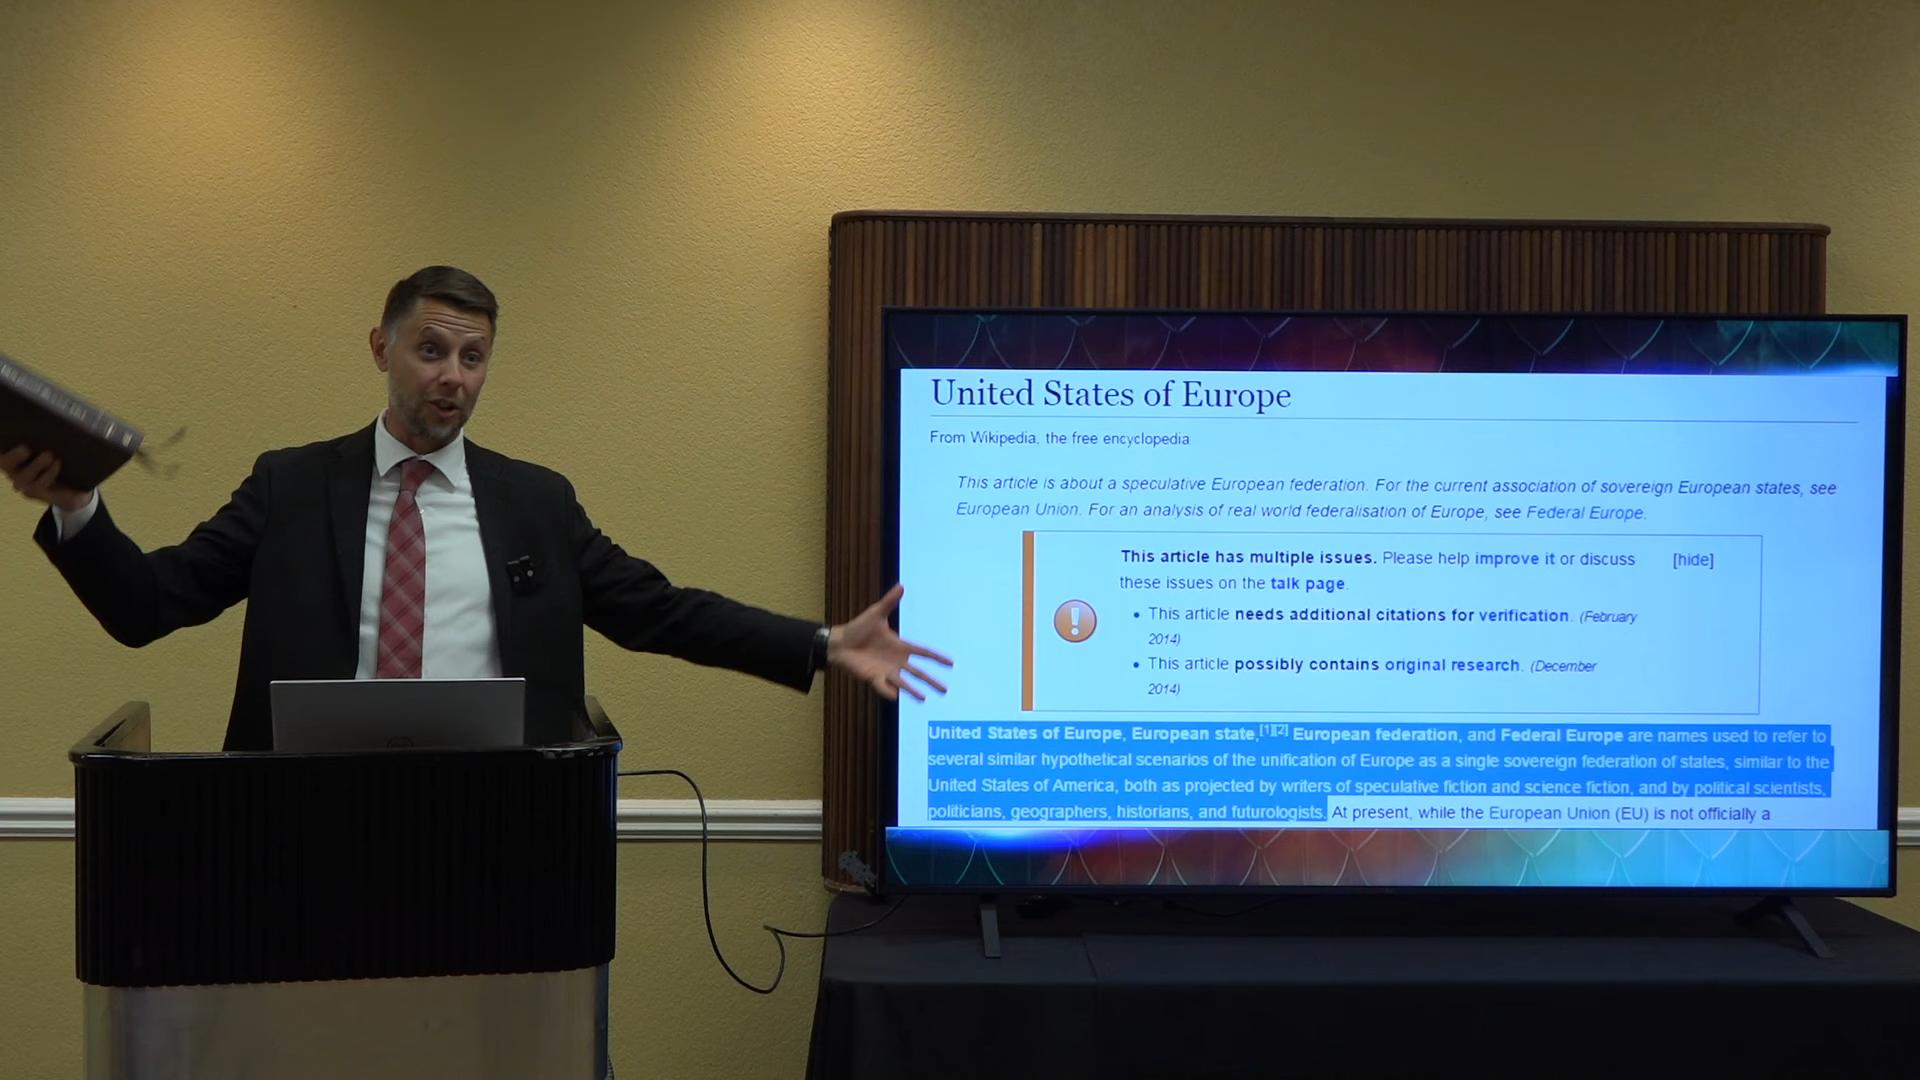 United States of Europe
From Wikipedia, the free encyclopedia
This article is about a speculative European federation. For the current association of sovereign European states, see
European Union. For an analysis of real world federalisation of Europe, see Federal Europe.
This article has multiple issues. Please help improve it or discuss [hide]
these issues on the talk page.
• This article needs additional citations for verification. (February
2014)
• This article possibly contains original research. (December
2014)
United States of Europe, European state,[1][2] European federation, and Federal Europe are names used to refer to
several similar hypothetical scenarios of the unification of Europe as a single sovereign federation of states, similar to the
United States of America, both as projected by writers of speculative fiction and science fiction, and by political scientists,
politicians, geographers, historians, and futurologists. At present, while the European Union (EU) is not officially a